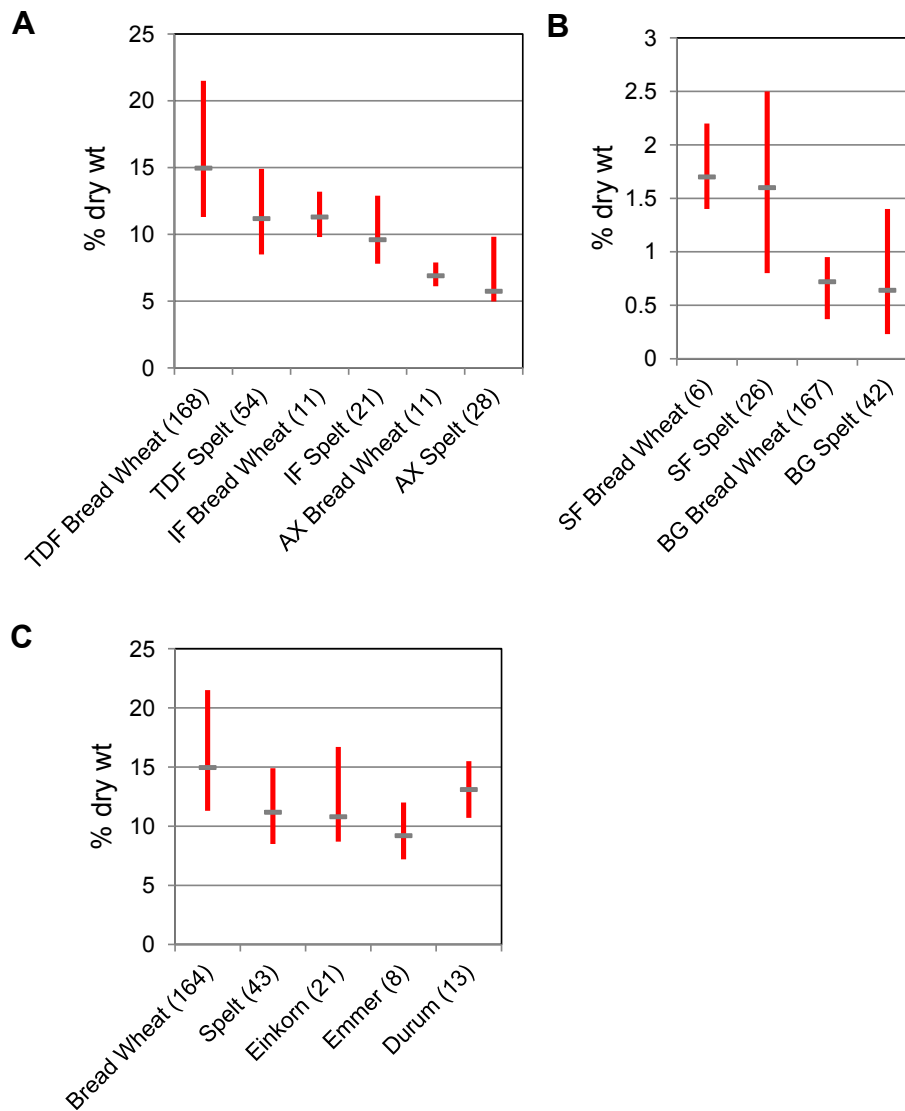 A
% dry wt
25
20
15
10
5
0
TDF Bread Wheat (168)
TDF Spelt (54)
IF Bread Wheat (11)
IF Spelt (21)
AX Bread Wheat (11)
AX Spelt (28)
B
% dry wt
3
2.5
2
1.5
1
0.5
0
SF Bread Wheat (6)
SF Spelt (26)
BG Bread Wheat (167)
BG Spelt (42)
C
% dry wt
25
20
15
10
5
0
Bread Wheat (164)
Spelt (43)
Einkorn (21)
Emmer (8)
Durum (13)